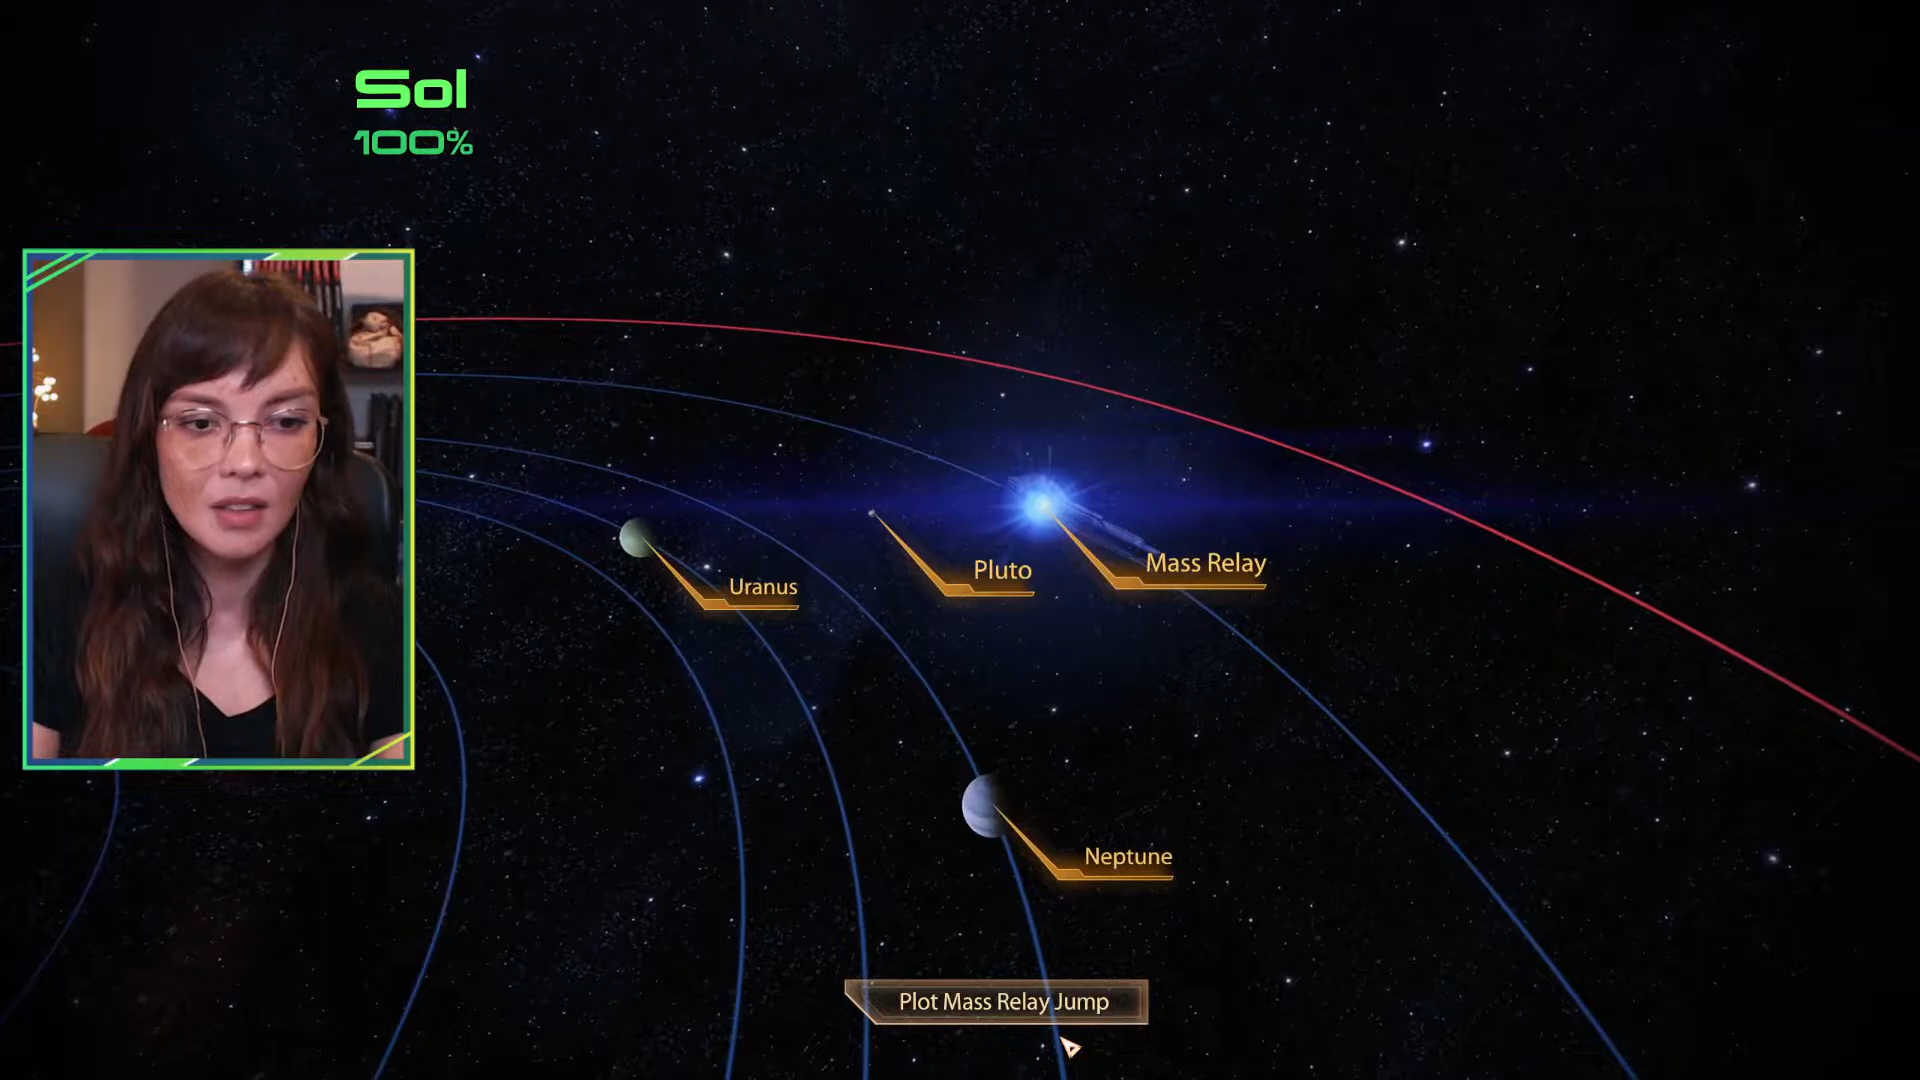 Sol
100%
Mass Relay
Pluto
Uranus
Neptune
Plot Mass Relay Jump